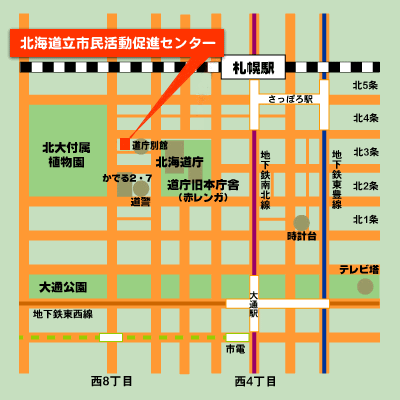 北海道立市民活動促進センター
札幌駅
北5条
さっぽろ駅
北4条
北大付属
植物園
道庁別館
北海道庁
地下鉄南北線
地下鉄東豊線
北3条
かでる2・7
道庁旧本庁舎
(赤レンガ)
北2条
道警
北1条
時計台
テレビ塔
大通公園
大通駅
地下鉄東西線
市電
西8丁目
西4丁目